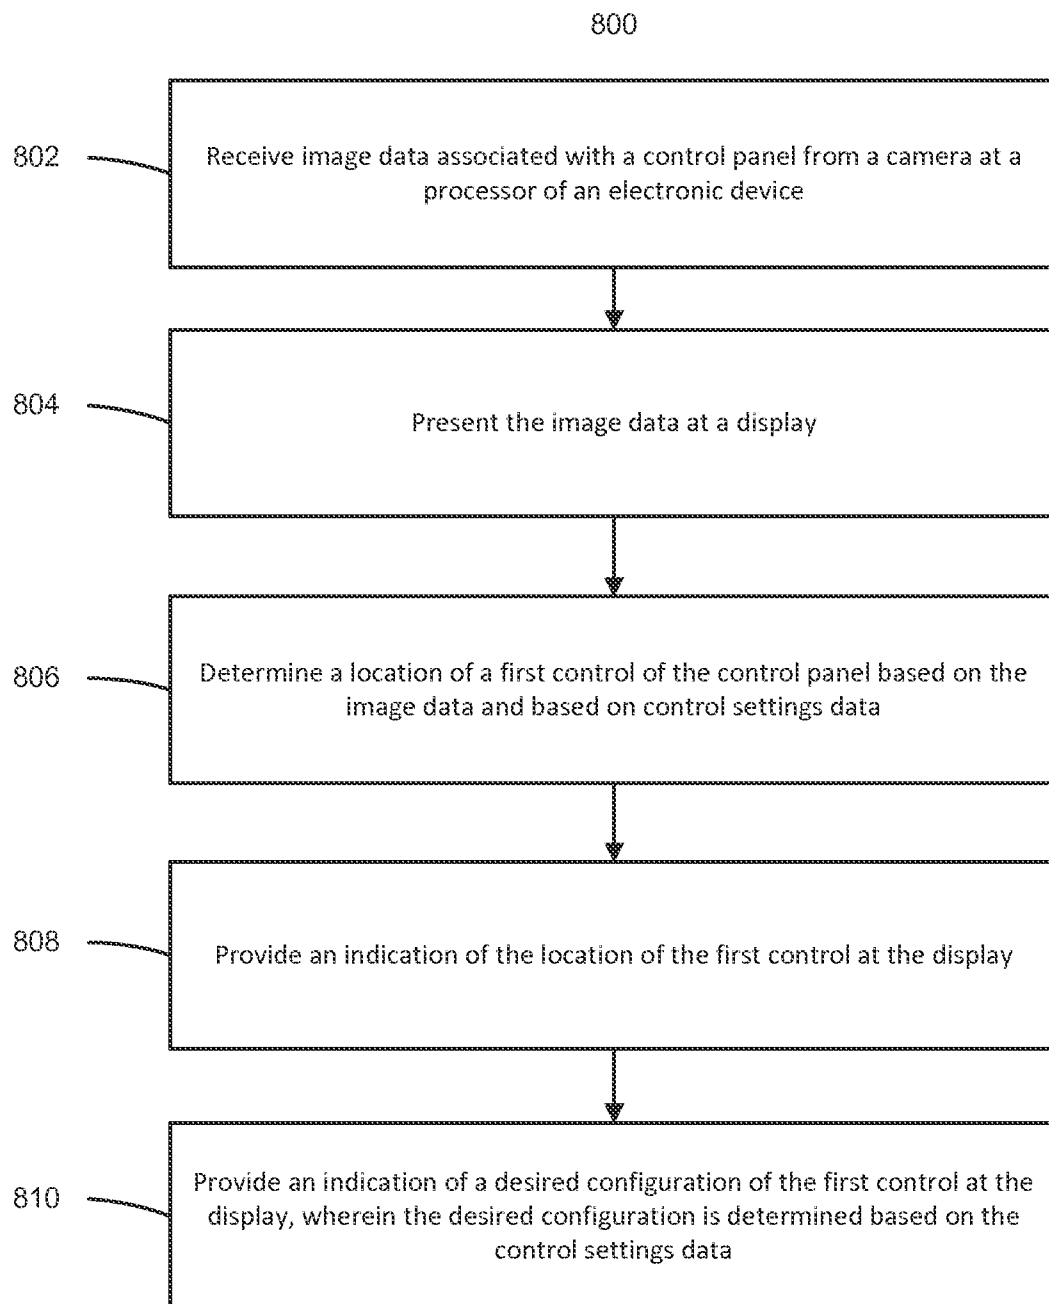 800
802
Receive image data associated with a control panel from a camera at a
processor of an electronic device
804
Present the image data at a display
806
Determine a location of a first control of the control panel based on the
image data and based on control settings data
808
Provide an indication of the location of the first control at the display
810
Provide an indication of a desired configuration of the first control at the
display, wherein the desired configuration is determined based on the
control settings data